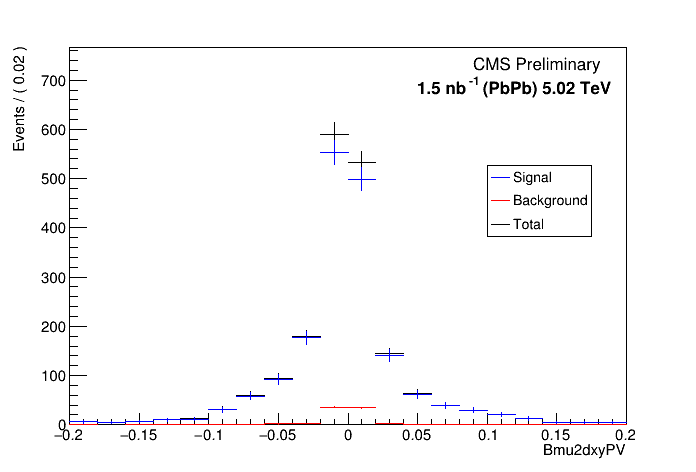 Events / ( 0.02 )
CMS Preliminary
1.5 nb-1 (PbPb) 5.02 TeV
700
600
500
400
300
200
100
0
Signal
Background
Total
−0.2 −0.15 −0.1 −0.05 0 0.05 0.1 0.15 0.2
Bmu2dxyPV